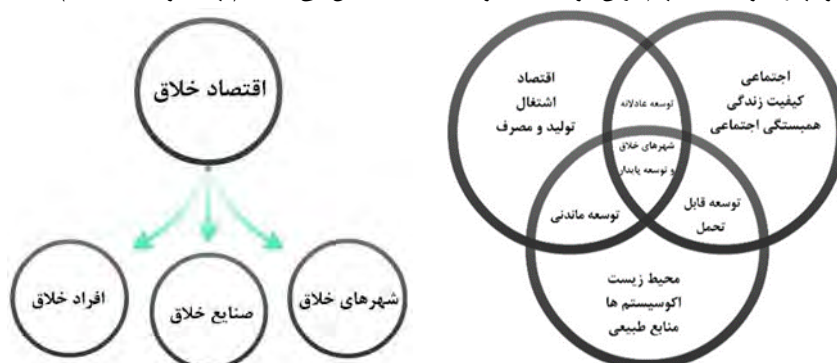 اقتصاد خلاق
شهرهای خلاق
صنایع خلاق
افراد خلاق
اجتماعی
کیفیت زندگی
همبستگی اجتماعی
توسعه عادلانه
اقتصاد
اشتغال
تولید و مصرف
شهرهای خلاق
و توسعه پایدار
توسعه قابل
تحمل
توسعه ماندنی
محیط زیست
اکوسیستم ها
منابع طبیعی